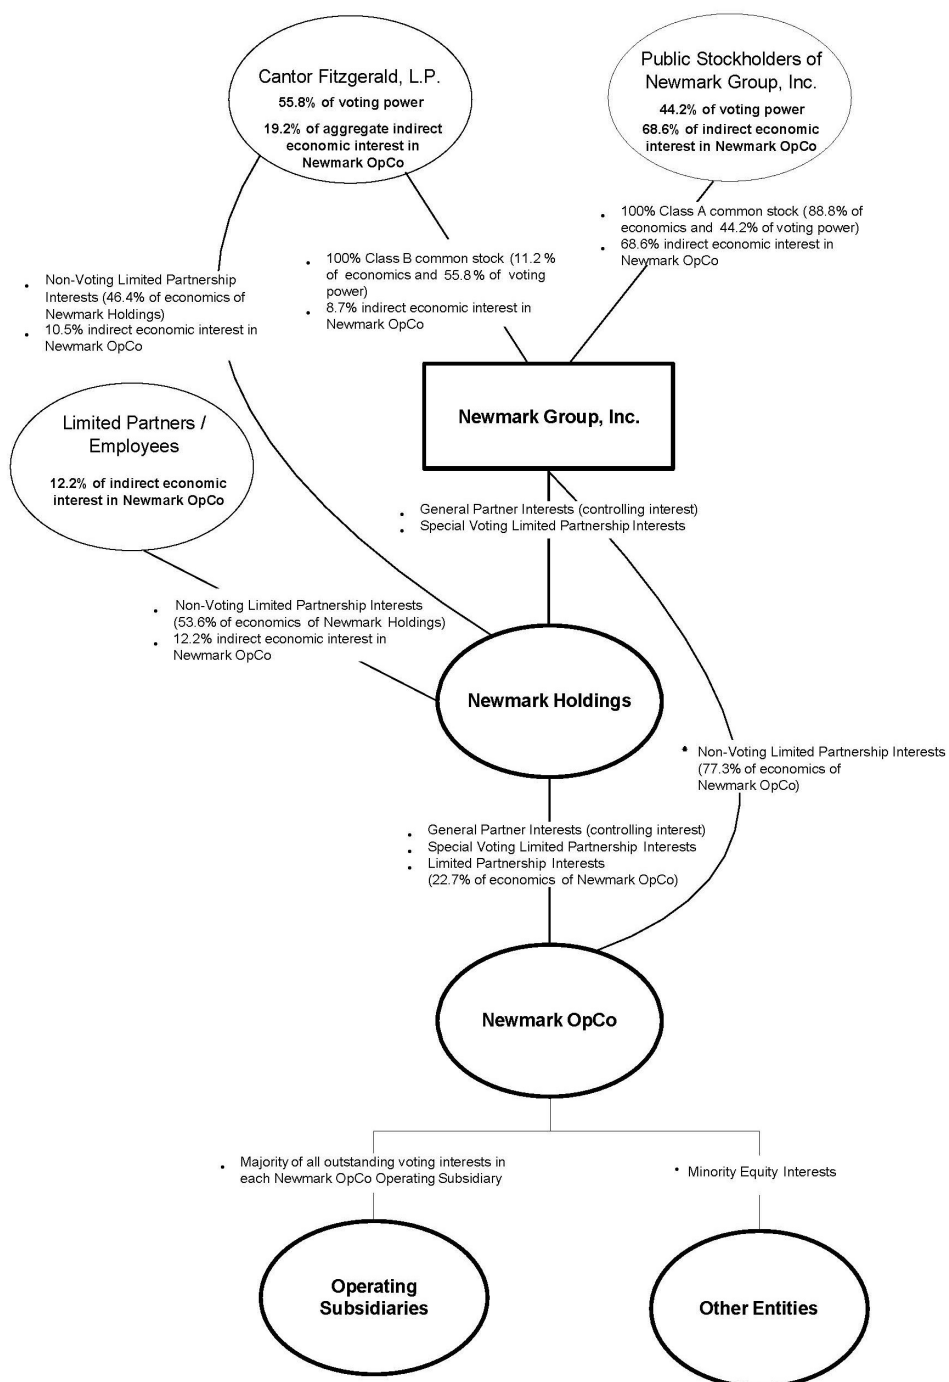 Cantor Fitzgerald, L.P.
55.8% of voting power
19.2% of aggregate indirect
economic interest in
Newmark OpCo
Public Stockholders of
Newmark Group, Inc.
44.2% of voting power
68.6% of indirect economic
interest in Newmark OpCo
• 100% Class A common stock (88.8% of
economics and 44.2% of voting power)
• 68.6% indirect economic interest in
Newmark OpCo
• 100% Class B common stock (11.2 %
of economics and 55.8% of voting
power)
• 8.7% indirect economic interest in
Newmark OpCo
• Non-Voting Limited Partnership
Interests (46.4% of economics of
Newmark Holdings)
• 10.5% indirect economic interest in
Newmark OpCo
Newmark Group, Inc.
Limited Partners /
Employees
12.2% of indirect economic
interest in Newmark OpCo
• General Partner Interests (controlling interest)
• Special Voting Limited Partnership Interests
• Non-Voting Limited Partnership Interests
(53.6% of economics of Newmark Holdings)
• 12.2% indirect economic interest in
Newmark OpCo
Newmark Holdings
• Non-Voting Limited Partnership Interests
(77.3% of economics of
Newmark OpCo)
• General Partner Interests (controlling interest)
• Special Voting Limited Partnership Interests
• Limited Partnership Interests
(22.7% of economics of Newmark OpCo)
Newmark OpCo
• Majority of all outstanding voting interests in
each Newmark OpCo Operating Subsidiary
• Minority Equity Interests
Operating
Subsidiaries
Other Entities